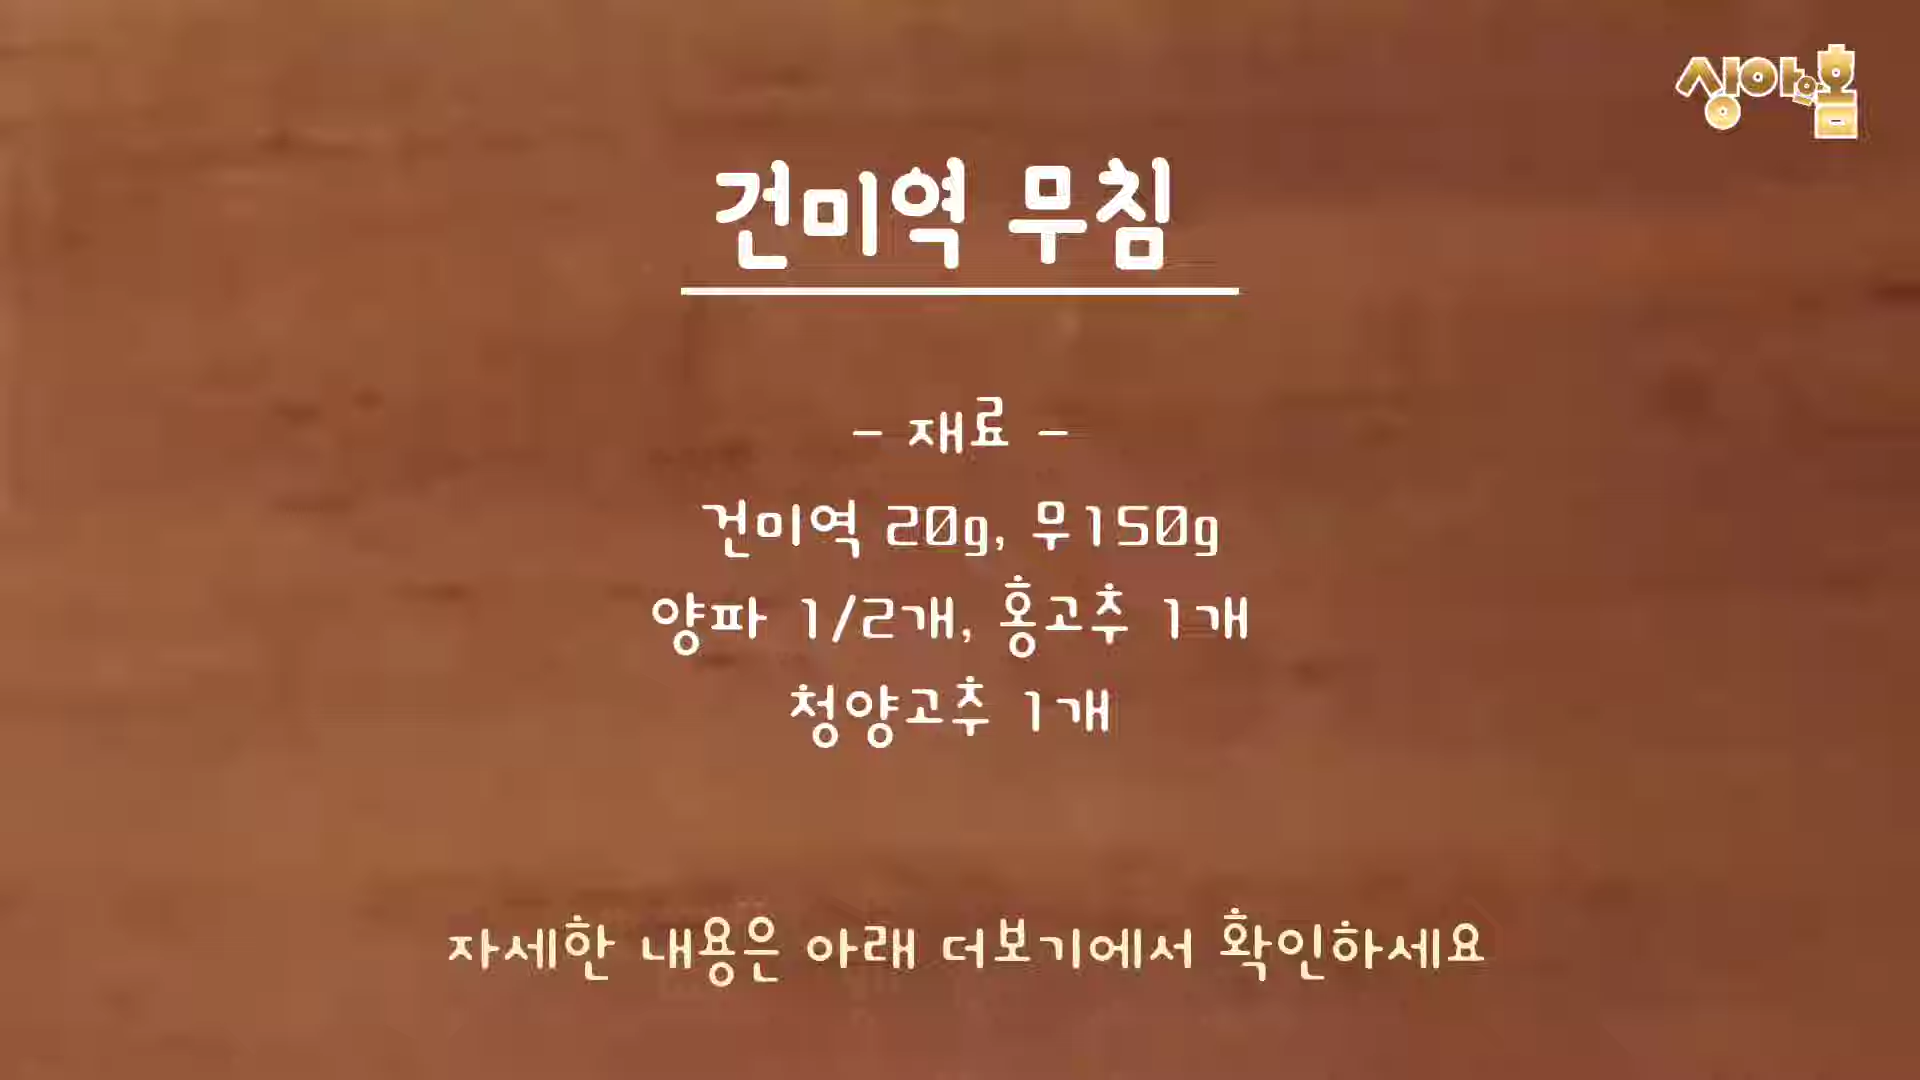 싱아의홈
건미역 무침
- 재료 -
건미역 20g, 무150g
양파 1/2개, 홍고추 1개
청양고추 1개
자세한 내용은 아래 더보기에서 확인하세요